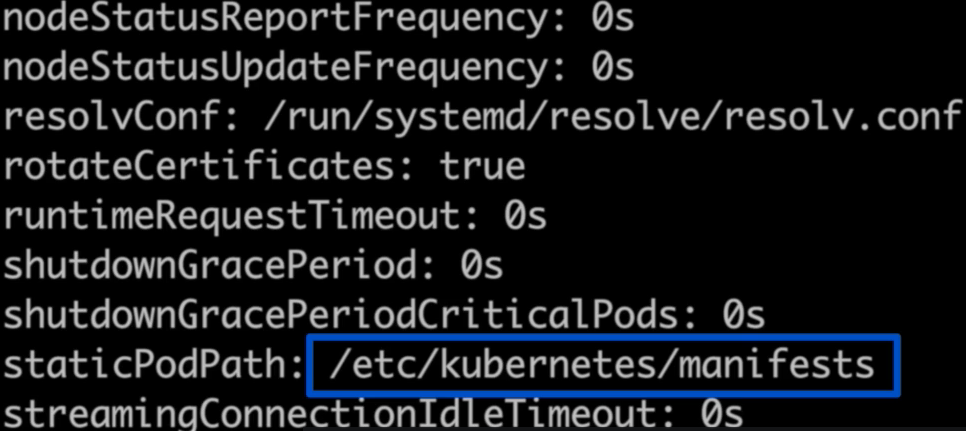 nodeStatusReportFrequency: 0s
nodeStatusUpdateFrequency: 0s
resolvConf: /run/systemd/resolve/resolv.conf
rotateCertificates: true
runtimeRequestTimeout: 0s
shutdownGracePeriod: 0s
shutdownGracePeriodCriticalPods: 0s
staticPodPath: /etc/kubernetes/manifests
streamingConnectionIdleTimeout: 0s